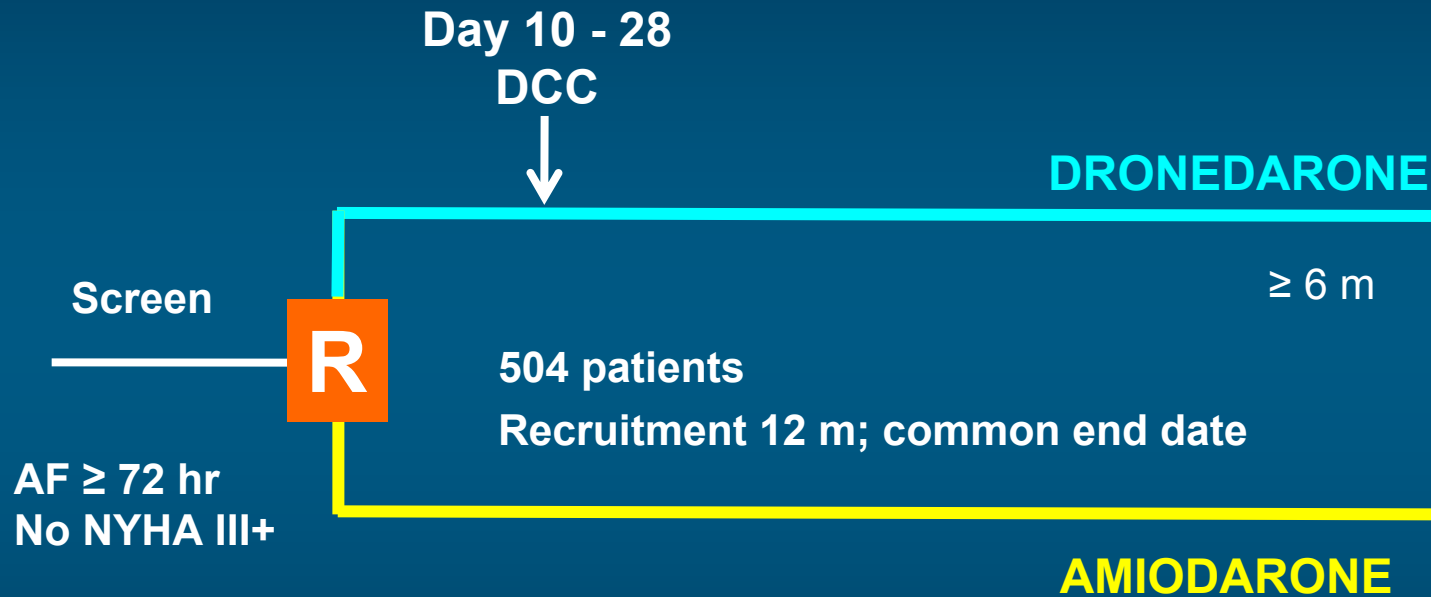 Day 10 - 28
DCC
DRONEDARONE
≥ 6 m
Screen
R
504 patients
Recruitment 12 m; common end date
AF ≥ 72 hr
No NYHA III+
AMIODARONE